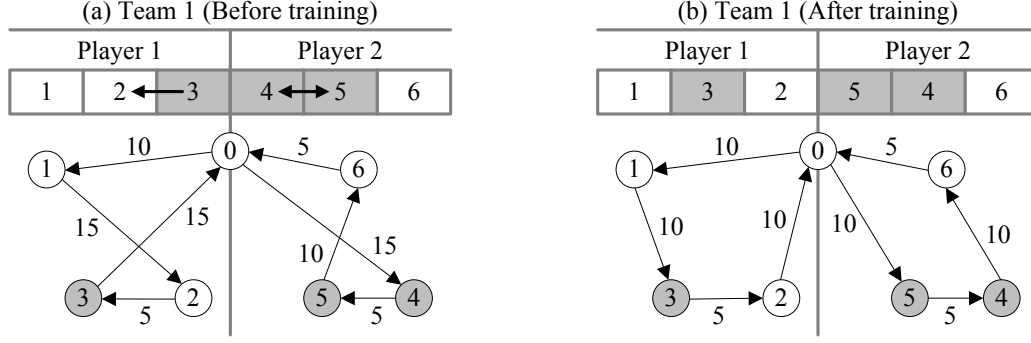 (a) Team 1 (Before training)
Player 1 Player 2
1 2 3 4 5 6
10 0 5
1 6
15 15 10 15
3 2 5 4
5 5
(b) Team 1 (After training)
Player 1 Player 2
1 3 2 5 4 6
10 0 5
1 6
10 10 10 10
3 2 5 4
5 5